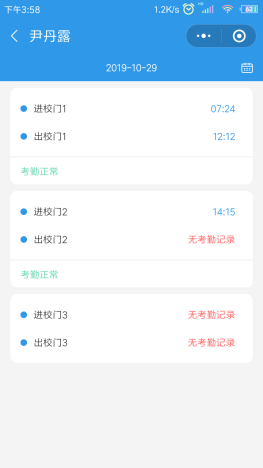 下午3:58 1.2K/s
尹丹露
2019-10-29
进校门1 07:24
出校门1 12:12
考勤正常
进校门2 14:15
出校门2 无考勤记录
考勤正常
进校门3 无考勤记录
出校门3 无考勤记录